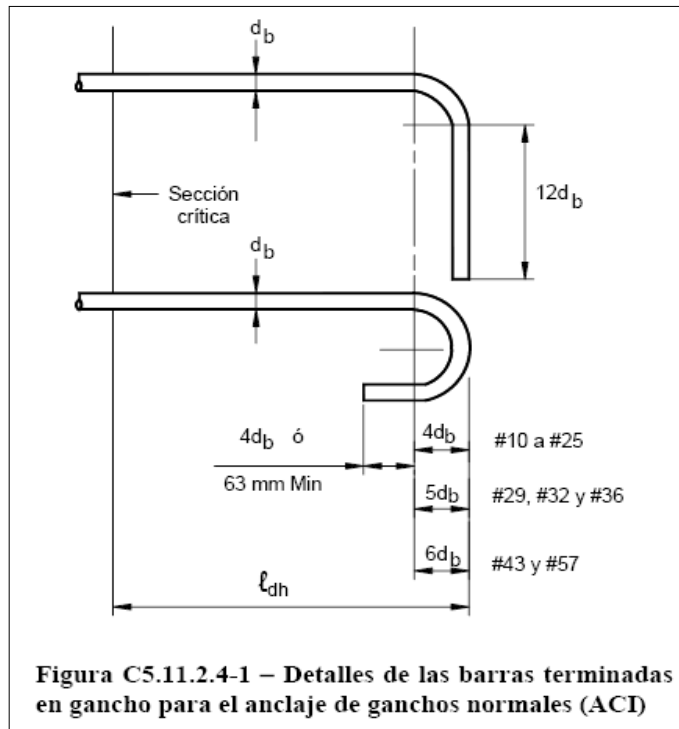 d_b
Sección
crítica
12d_b
d_b
4d_b ó
63 mm Min
4d_b #10 a #25
5d_b #29, #32 y #36
6d_b #43 y #57
ℓ_dh
Figura C5.11.2.4-1 – Detalles de las barras terminadas
en gancho para el anclaje de ganchos normales (ACI)